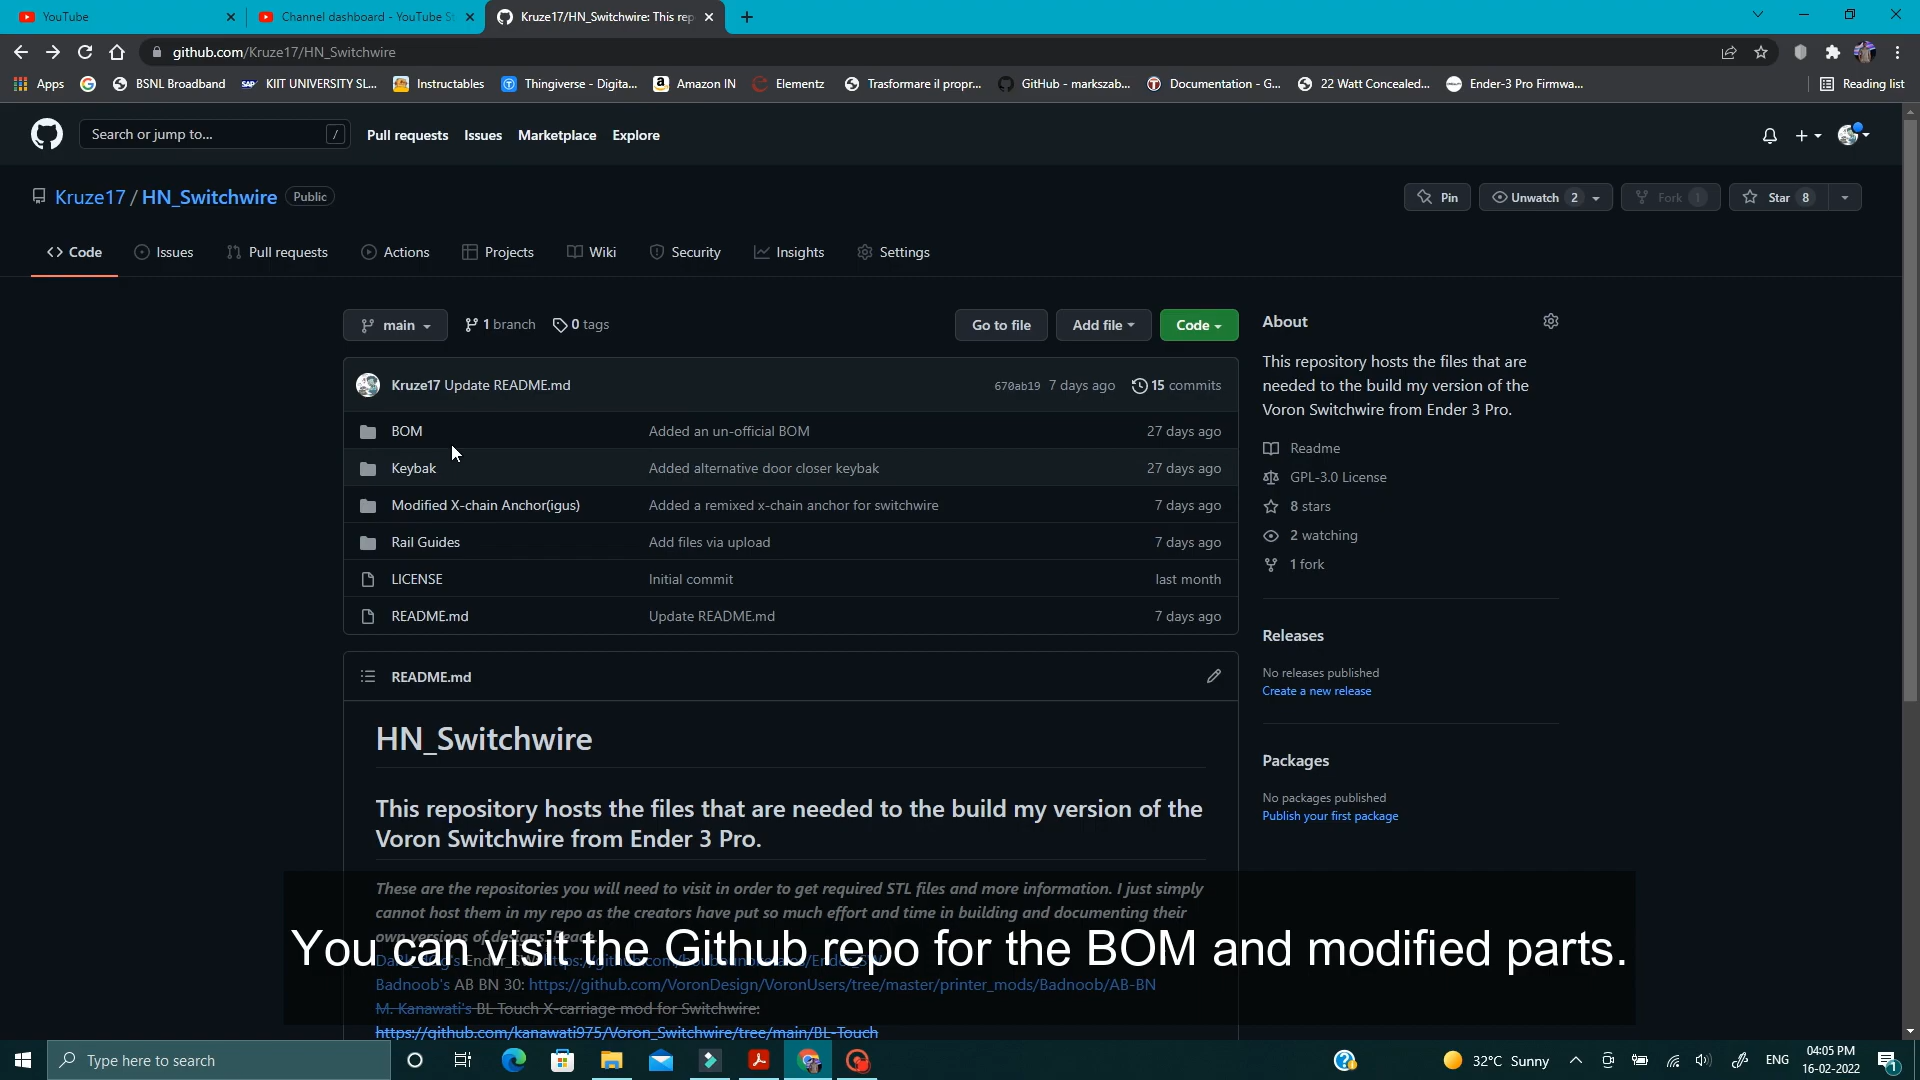 YouTube
Channel dashboard - YouTube St
Kruze17/HN_Switchwire: This rep
github.com/Kruze17/HN_Switchwire
Apps
BSNL Broadband
SAP KIIT UNIVERSITY SL...
Instructables
Thingiverse - Digita...
Amazon IN
Elementz
Trasformare il propr...
GitHub - markszab...
Documentation - G...
22 Watt Concealed...
Ender-3 Pro Firmwa...
Reading list
Search or jump to... /
Pull requests Issues Marketplace Explore
Kruze17 / HN_Switchwire Public
Pin
Unwatch 2
Fork 1
Star 8
Code Issues Pull requests Actions Projects Wiki Security Insights Settings
main 1 branch 0 tags
Go to file Add file Code
Kruze17 Update README.md 670ab19 7 days ago 15 commits
BOM Added an un-official BOM 27 days ago
Keybak Added alternative door closer keybak 27 days ago
Modified X-chain Anchor(igus) Added a remixed x-chain anchor for switchwire 7 days ago
Rail Guides Add files via upload 7 days ago
LICENSE Initial commit last month
README.md Update README.md 7 days ago
About
This repository hosts the files that are
needed to the build my version of the
Voron Switchwire from Ender 3 Pro.
Readme
GPL-3.0 License
8 stars
2 watching
1 fork
Releases
No releases published
Create a new release
Packages
No packages published
Publish your first package
README.md
HN_Switchwire
This repository hosts the files that are needed to the build my version of the
Voron Switchwire from Ender 3 Pro.
These are the repositories you will need to visit in order to get required STL files and more information. I just simply
cannot host them in my repo as the creators have put so much effort and time in building and documenting their
own versions of designs.
You can visit the Github repo for the BOM and modified parts.
Badnoob's AB BN 30: https://github.com/VoronDesign/VoronUsers/tree/master/printer_mods/Badnoob/AB-BN
M. Kanawati's BL Touch X-carriage mod for Switchwire:
https://github.com/kanawati975/Voron_Switchwire/tree/main/BL-Touch
Type here to search
32°C Sunny
ENG
04:05 PM
16-02-2022
1